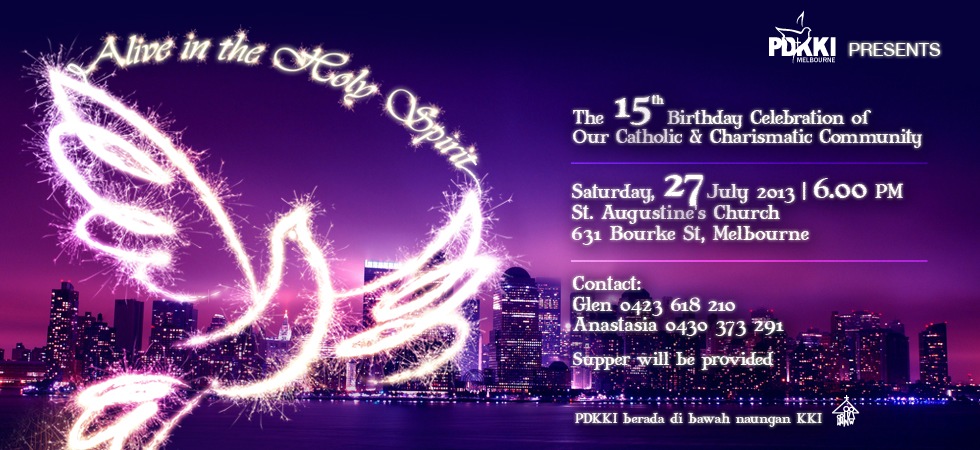 Alive in the Holy Spirit
PDKKI
MELBOURNE
PRESENTS
The 15th Birthday Celebration of
Our Catholic & Charismatic Community
Saturday, 27 July 2013 | 6.00 PM
St. Augustine's Church
631 Bourke St, Melbourne
Contact:
Glen 0423 618 210
Anastasia 0430 373 291
Supper will be provided
PDKKI berada di bawah naungan KKI